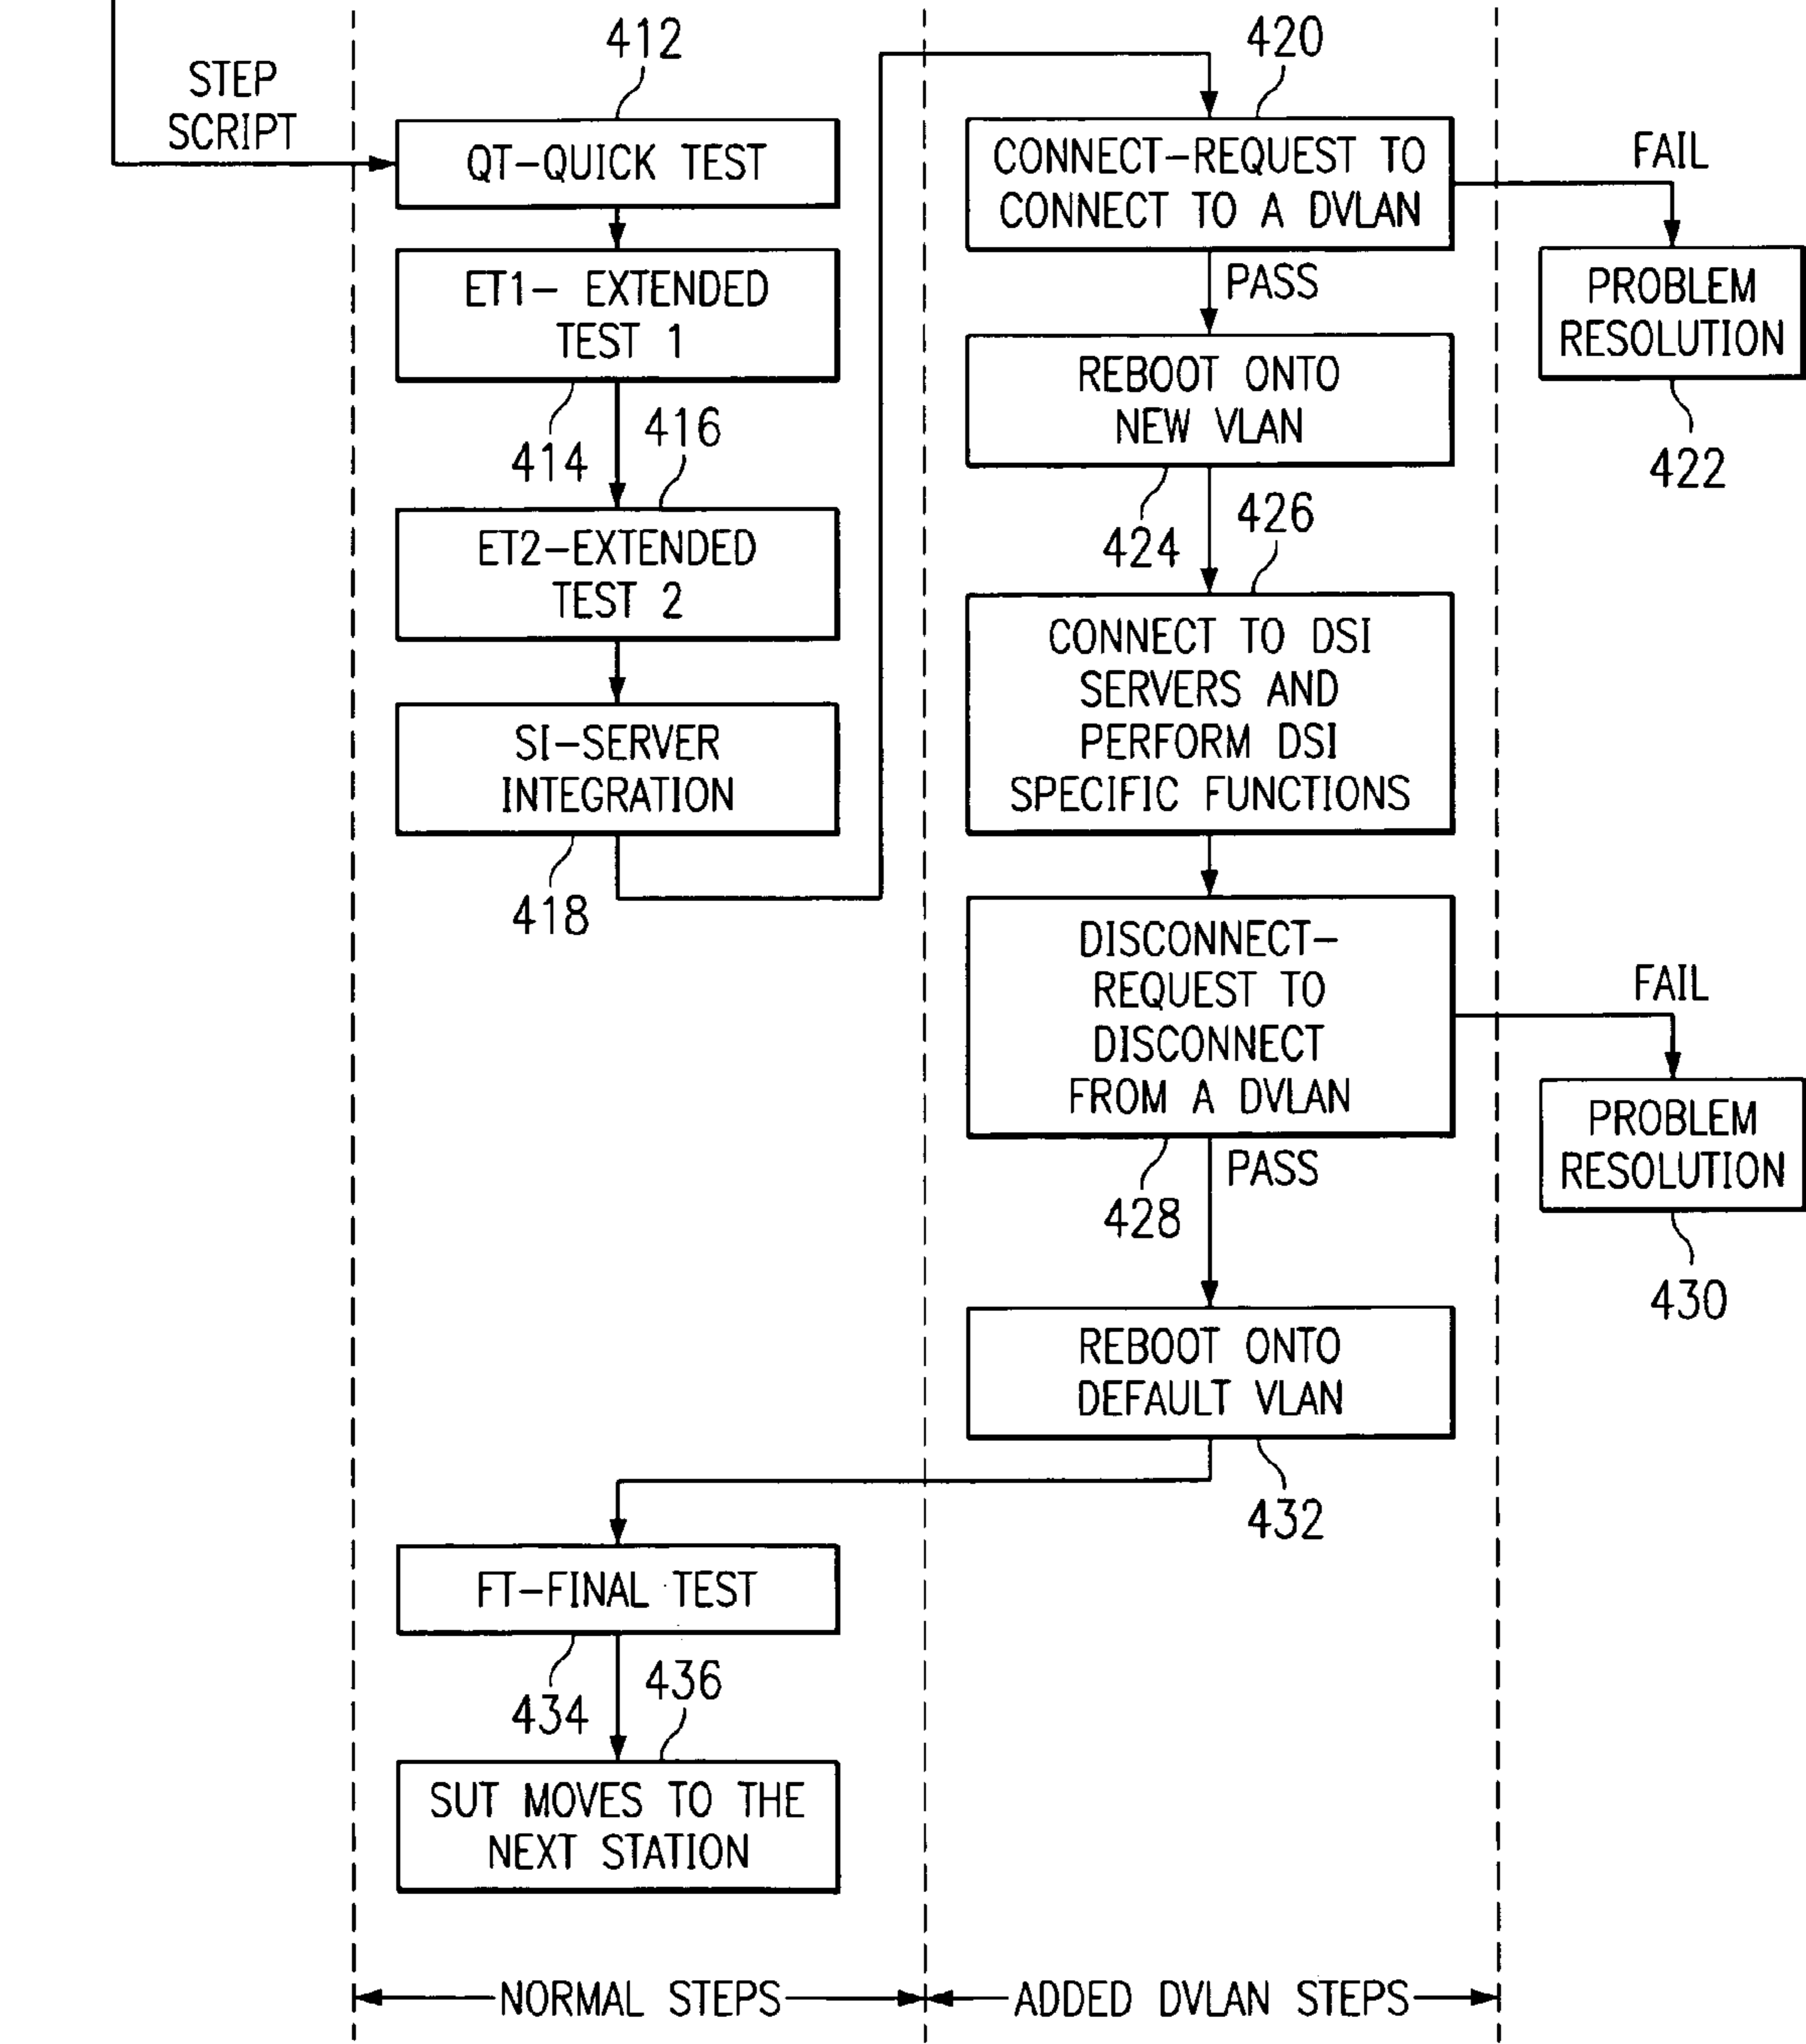 STEP
SCRIPT
412
QT-QUICK TEST
ET1- EXTENDED
TEST 1
414
416
ET2-EXTENDED
TEST 2
SI-SERVER
INTEGRATION
418
420
CONNECT-REQUEST TO
CONNECT TO A DVLAN
FAIL
PROBLEM
RESOLUTION
422
PASS
REBOOT ONTO
NEW VLAN
424
426
CONNECT TO DSI
SERVERS AND
PERFORM DSI
SPECIFIC FUNCTIONS
DISCONNECT-
REQUEST TO
DISCONNECT
FROM A DVLAN
FAIL
PROBLEM
RESOLUTION
430
428
PASS
REBOOT ONTO
DEFAULT VLAN
432
FT-FINAL TEST
434
436
SUT MOVES TO THE
NEXT STATION
NORMAL STEPS
ADDED DVLAN STEPS